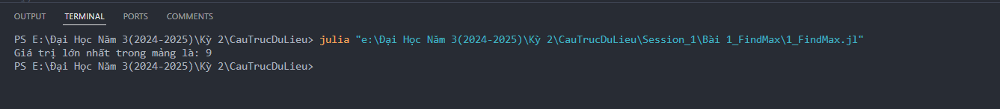 OUTPUT TERMINAL PORTS COMMENTS
PS E:\Đại Học Năm 3(2024-2025)\Kỳ 2\CauTrucDuLieu> julia "e:\Đại Học Năm 3(2024-2025)\Kỳ 2\CauTrucDuLieu\Session_1\Bài 1_FindMax\1_FindMax.jl"
Giá trị lớn nhất trong mảng là: 9
PS E:\Đại Học Năm 3(2024-2025)\Kỳ 2\CauTrucDuLieu>